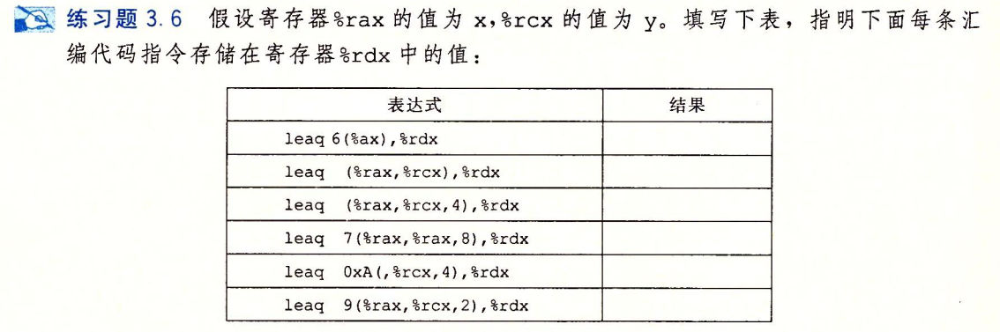 练习题 3.6 假设寄存器%rax 的值为 x,%rcx 的值为 y。填写下表，指明下面每条汇
编代码指令存储在寄存器%rdx 中的值：
表达式 结果
leaq 6(%ax),%rdx
leaq (%rax,%rcx),%rdx
leaq (%rax,%rcx,4),%rdx
leaq 7(%rax,%rax,8),%rdx
leaq 0xA(,%rcx,4),%rdx
leaq 9(%rax,%rcx,2),%rdx